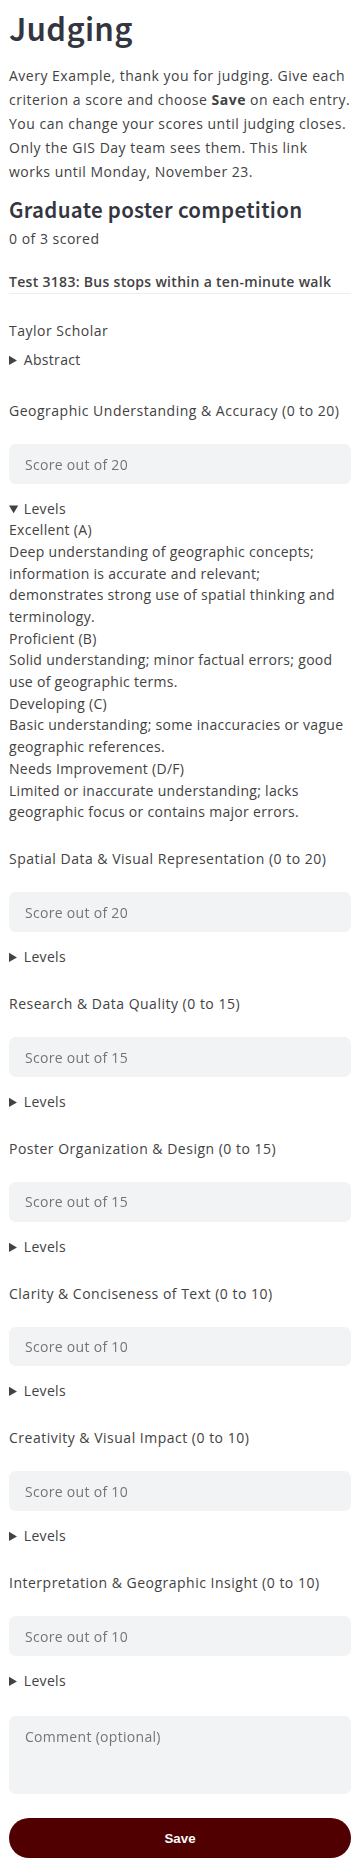 Judging
Avery Example, thank you for judging. Give each
criterion a score and choose Save on each entry.
You can change your scores until judging closes.
Only the GIS Day team sees them. This link
works until Monday, November 23.
Graduate poster competition
0 of 3 scored
Test 3183: Bus stops within a ten-minute walk
Taylor Scholar
Abstract
Geographic Understanding & Accuracy (0 to 20)
Score out of 20
Levels
Excellent (A)
Deep understanding of geographic concepts;
information is accurate and relevant;
demonstrates strong use of spatial thinking and
terminology.
Proficient (B)
Solid understanding; minor factual errors; good
use of geographic terms.
Developing (C)
Basic understanding; some inaccuracies or vague
geographic references.
Needs Improvement (D/F)
Limited or inaccurate understanding; lacks
geographic focus or contains major errors.
Spatial Data & Visual Representation (0 to 20)
Score out of 20
Levels
Research & Data Quality (0 to 15)
Score out of 15
Levels
Poster Organization & Design (0 to 15)
Score out of 15
Levels
Clarity & Conciseness of Text (0 to 10)
Score out of 10
Levels
Creativity & Visual Impact (0 to 10)
Score out of 10
Levels
Interpretation & Geographic Insight (0 to 10)
Score out of 10
Levels
Comment (optional)
Save